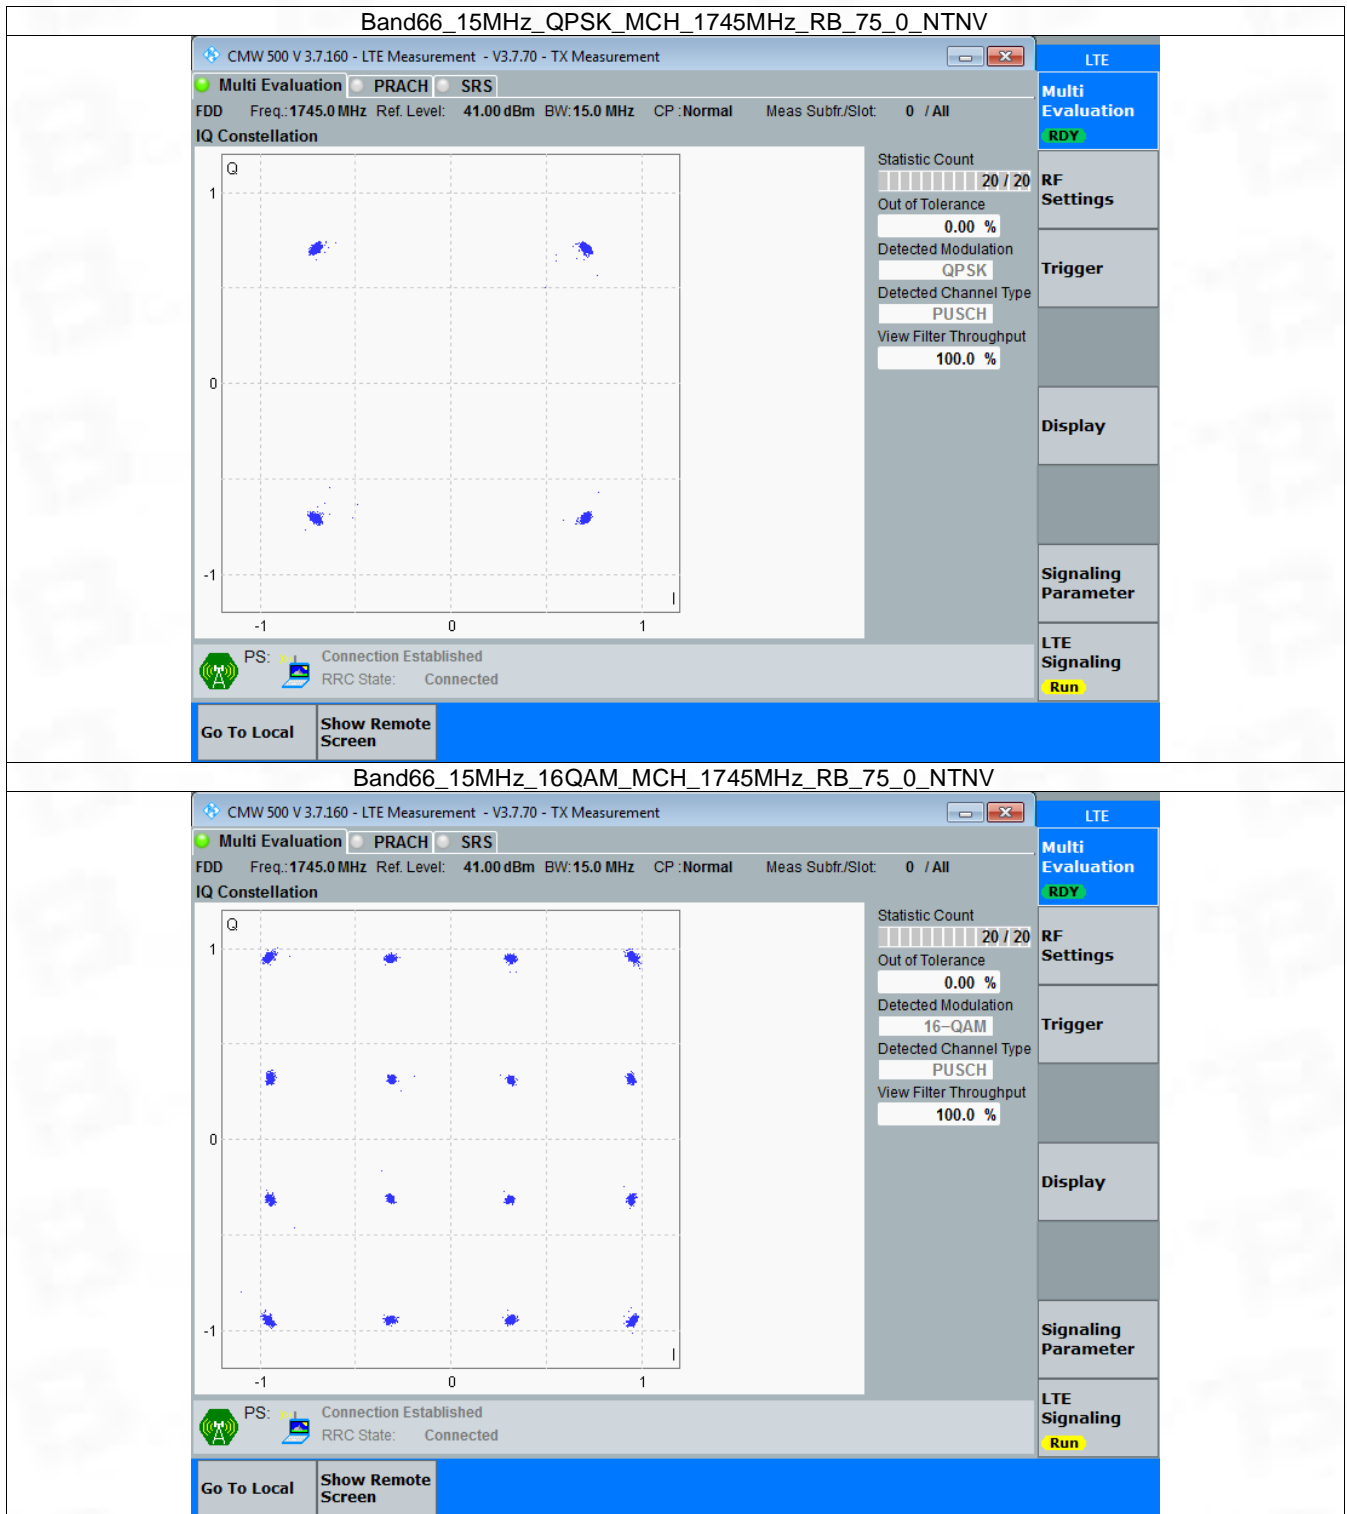 Band66_15MHz_QPSK_MCH_1745MHz_RB_75_0_NTNV
CMW 500 V 3.7.160 - LTE Measurement - V3.7.70 - TX Measurement
LTE
Multi Evaluation PRACH SRS
FDD Freq.: 1745.0 MHz Ref. Level: 41.00 dBm BW: 15.0 MHz CP : Normal Meas Subfr./Slot: 0 / All
IQ Constellation
Q
1
0
-1
I
-1 0 1
Statistic Count
20 / 20
Out of Tolerance
0.00 %
Detected Modulation
QPSK
Detected Channel Type
PUSCH
View Filter Throughput
100.0 %
Multi
Evaluation
RDY
RF
Settings
Trigger
Display
Signaling
Parameter
LTE
Signaling
Run
PS: Connection Established
RRC State: Connected
Go To Local
Show Remote
Screen
Band66_15MHz_16QAM_MCH_1745MHz_RB_75_0_NTNV
CMW 500 V 3.7.160 - LTE Measurement - V3.7.70 - TX Measurement
LTE
Multi Evaluation PRACH SRS
FDD Freq.: 1745.0 MHz Ref. Level: 41.00 dBm BW: 15.0 MHz CP : Normal Meas Subfr./Slot: 0 / All
IQ Constellation
Q
1
0
-1
I
-1 0 1
Statistic Count
20 / 20
Out of Tolerance
0.00 %
Detected Modulation
16-QAM
Detected Channel Type
PUSCH
View Filter Throughput
100.0 %
Multi
Evaluation
RDY
RF
Settings
Trigger
Display
Signaling
Parameter
LTE
Signaling
Run
PS: Connection Established
RRC State: Connected
Go To Local
Show Remote
Screen